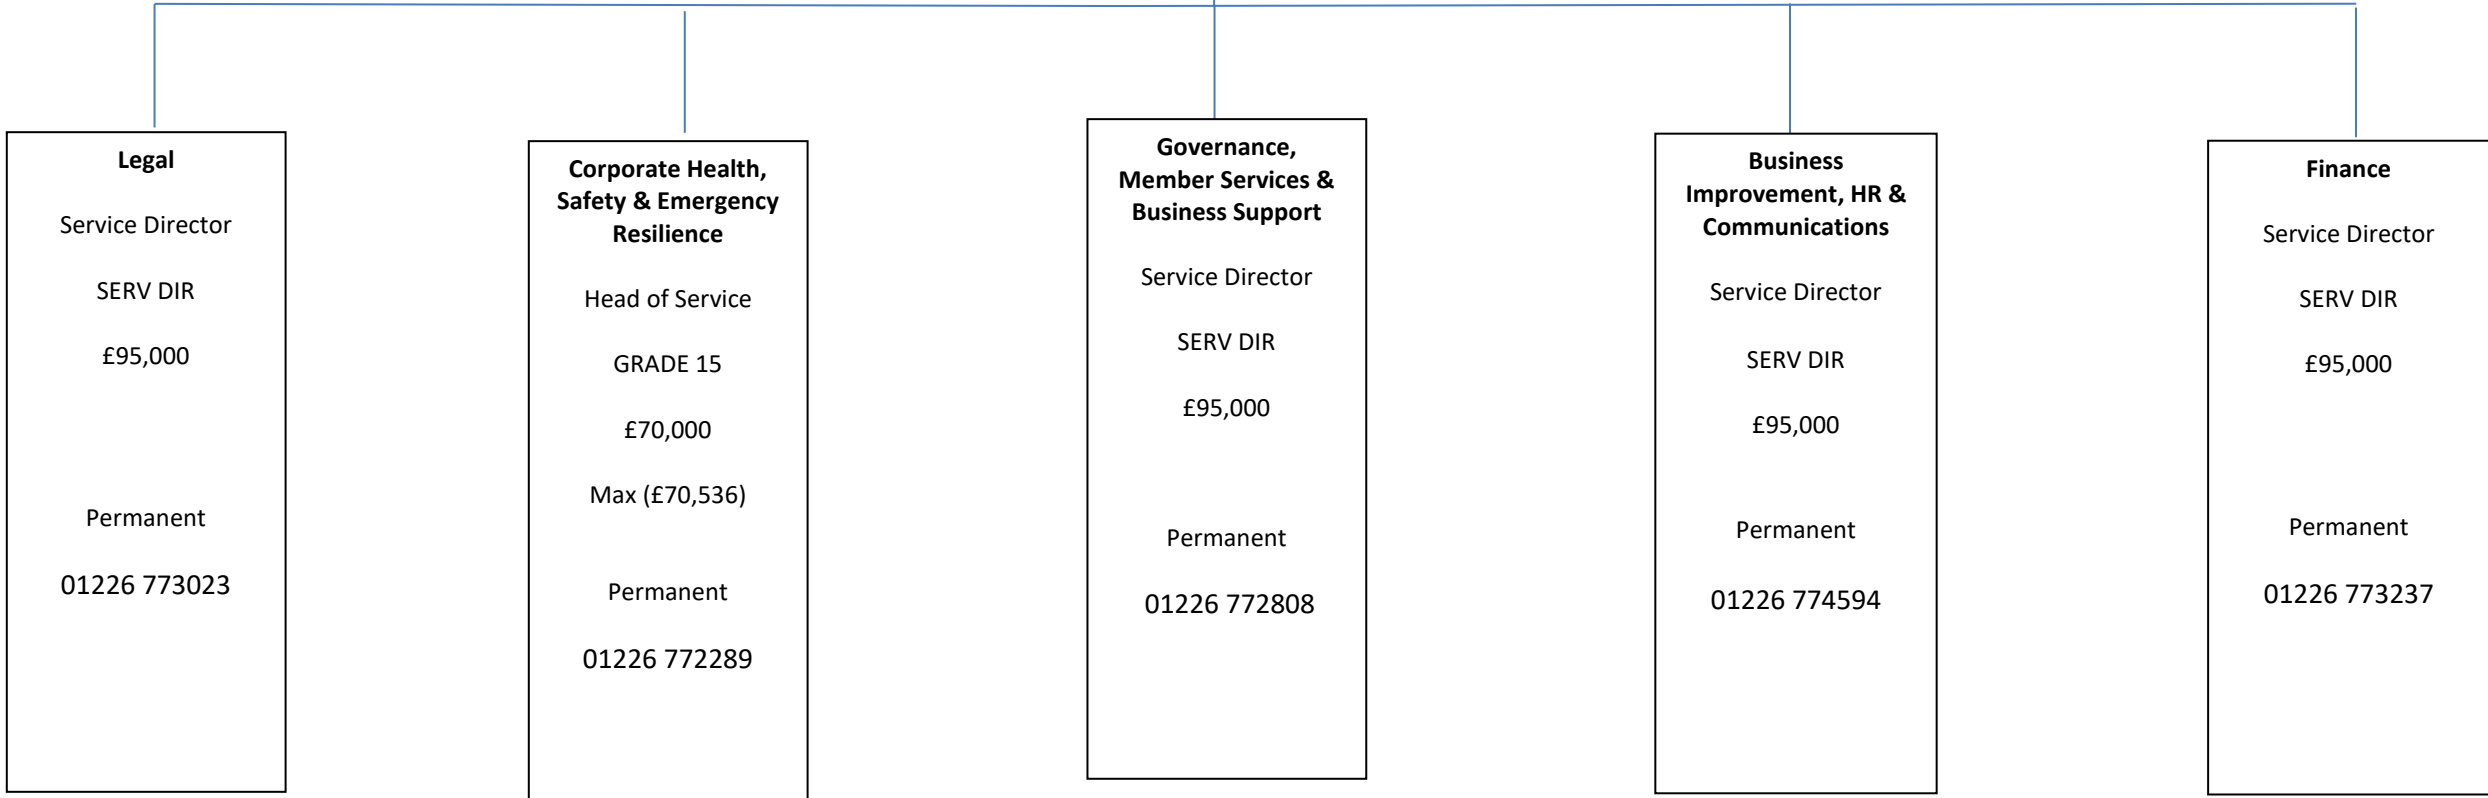 Legal
Service Director
SERV DIR
£95,000
Permanent
01226 773023
Corporate Health,
Safety & Emergency
Resilience
Head of Service
GRADE 15
£70,000
Max (£70,536)
Permanent
01226 772289
Governance,
Member Services &
Business Support
Service Director
SERV DIR
£95,000
Permanent
01226 772808
Business
Improvement, HR &
Communications
Service Director
SERV DIR
£95,000
Permanent
01226 774594
Finance
Service Director
SERV DIR
£95,000
Permanent
01226 773237